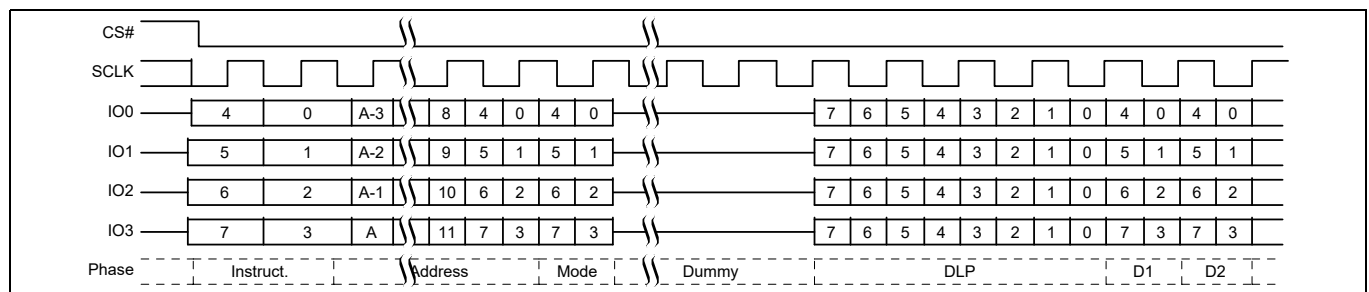 CS#
SCLK
IO0 4 0 A-3 8 4 0 4 0 7 6 5 4 3 2 1 0 4 0 4 0
IO1 5 1 A-2 9 5 1 5 1 7 6 5 4 3 2 1 0 5 1 5 1
IO2 6 2 A-1 10 6 2 6 2 7 6 5 4 3 2 1 0 6 2 6 2
IO3 7 3 A 11 7 3 7 3 7 6 5 4 3 2 1 0 7 3 7 3
Phase Instruct. Address Mode Dummy DLP D1 D2